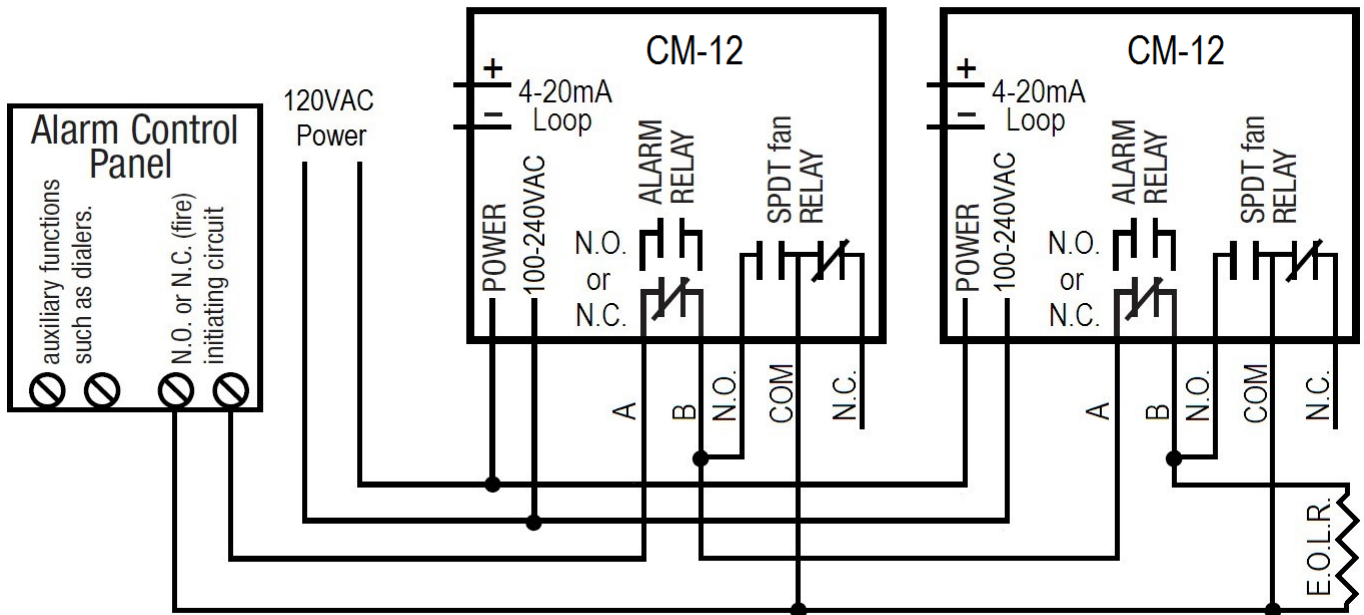 Alarm Control
Panel
auxiliary functions
such as dialers.
N.O. or N.C. (fire)
initiating circuit
120VAC
Power
CM-12
+
-
4-20mA
Loop
POWER
100-240VAC
ALARM
RELAY
N.O.
or
N.C.
SPDT fan
RELAY
A
B
N.O.
COM
N.C.
CM-12
+
-
4-20mA
Loop
POWER
100-240VAC
ALARM
RELAY
N.O.
or
N.C.
SPDT fan
RELAY
A
B
N.O.
COM
N.C.
E.O.L.R.